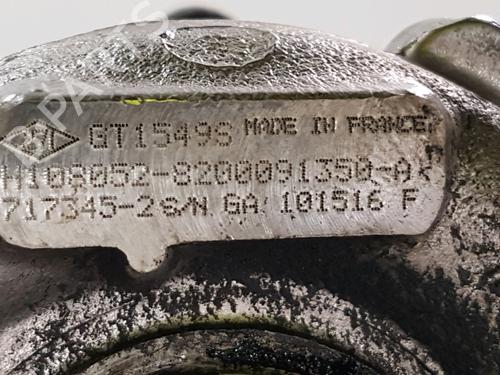 GT1549S MADE IN FRANCE
H108052-8200091350-A
717345-2 S/N GA 101516 F